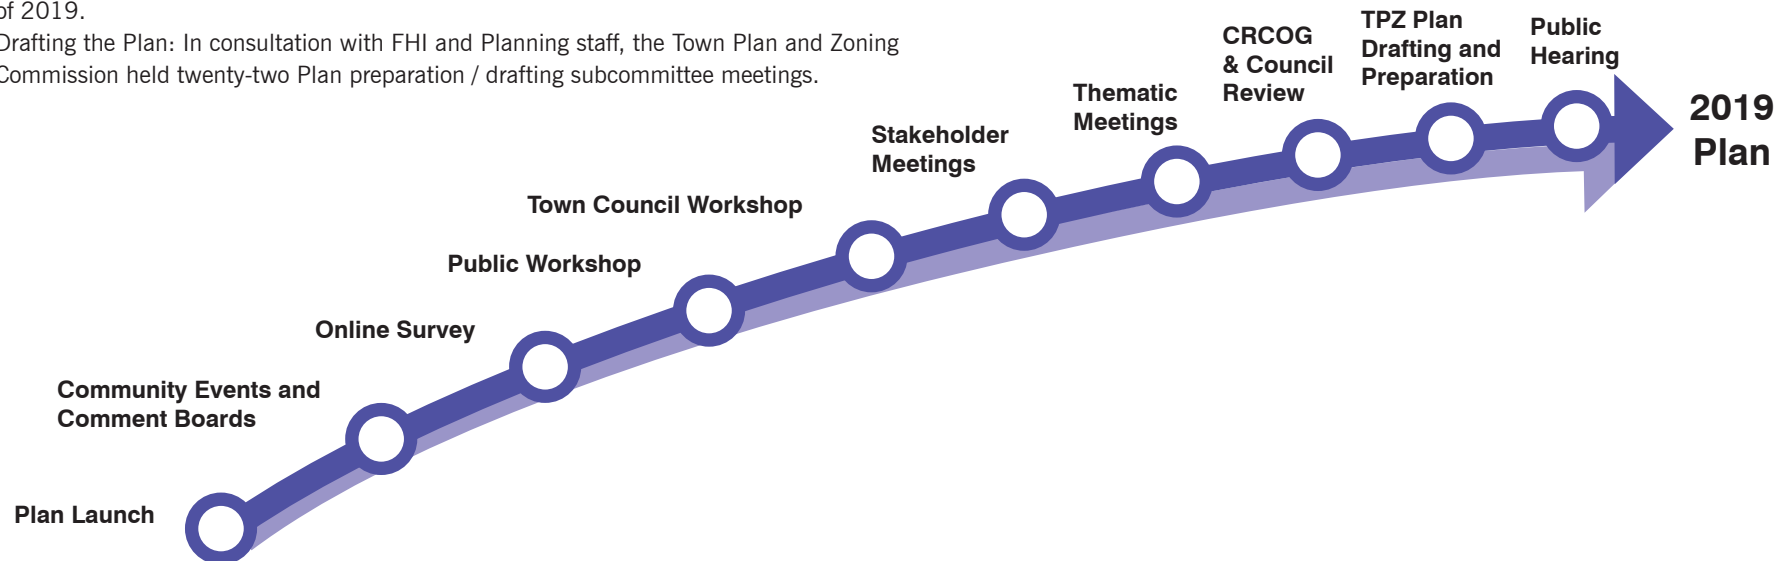 of 2019.
Drafting the Plan: In consultation with FHI and Planning staff, the Town Plan and Zoning
Commission held twenty-two Plan preparation / drafting subcommittee meetings.
Plan Launch
Community Events and
Comment Boards
Online Survey
Public Workshop
Town Council Workshop
Stakeholder
Meetings
Thematic
Meetings
CRCOG
& Council
Review
TPZ Plan
Drafting and
Preparation
Public
Hearing
2019
Plan